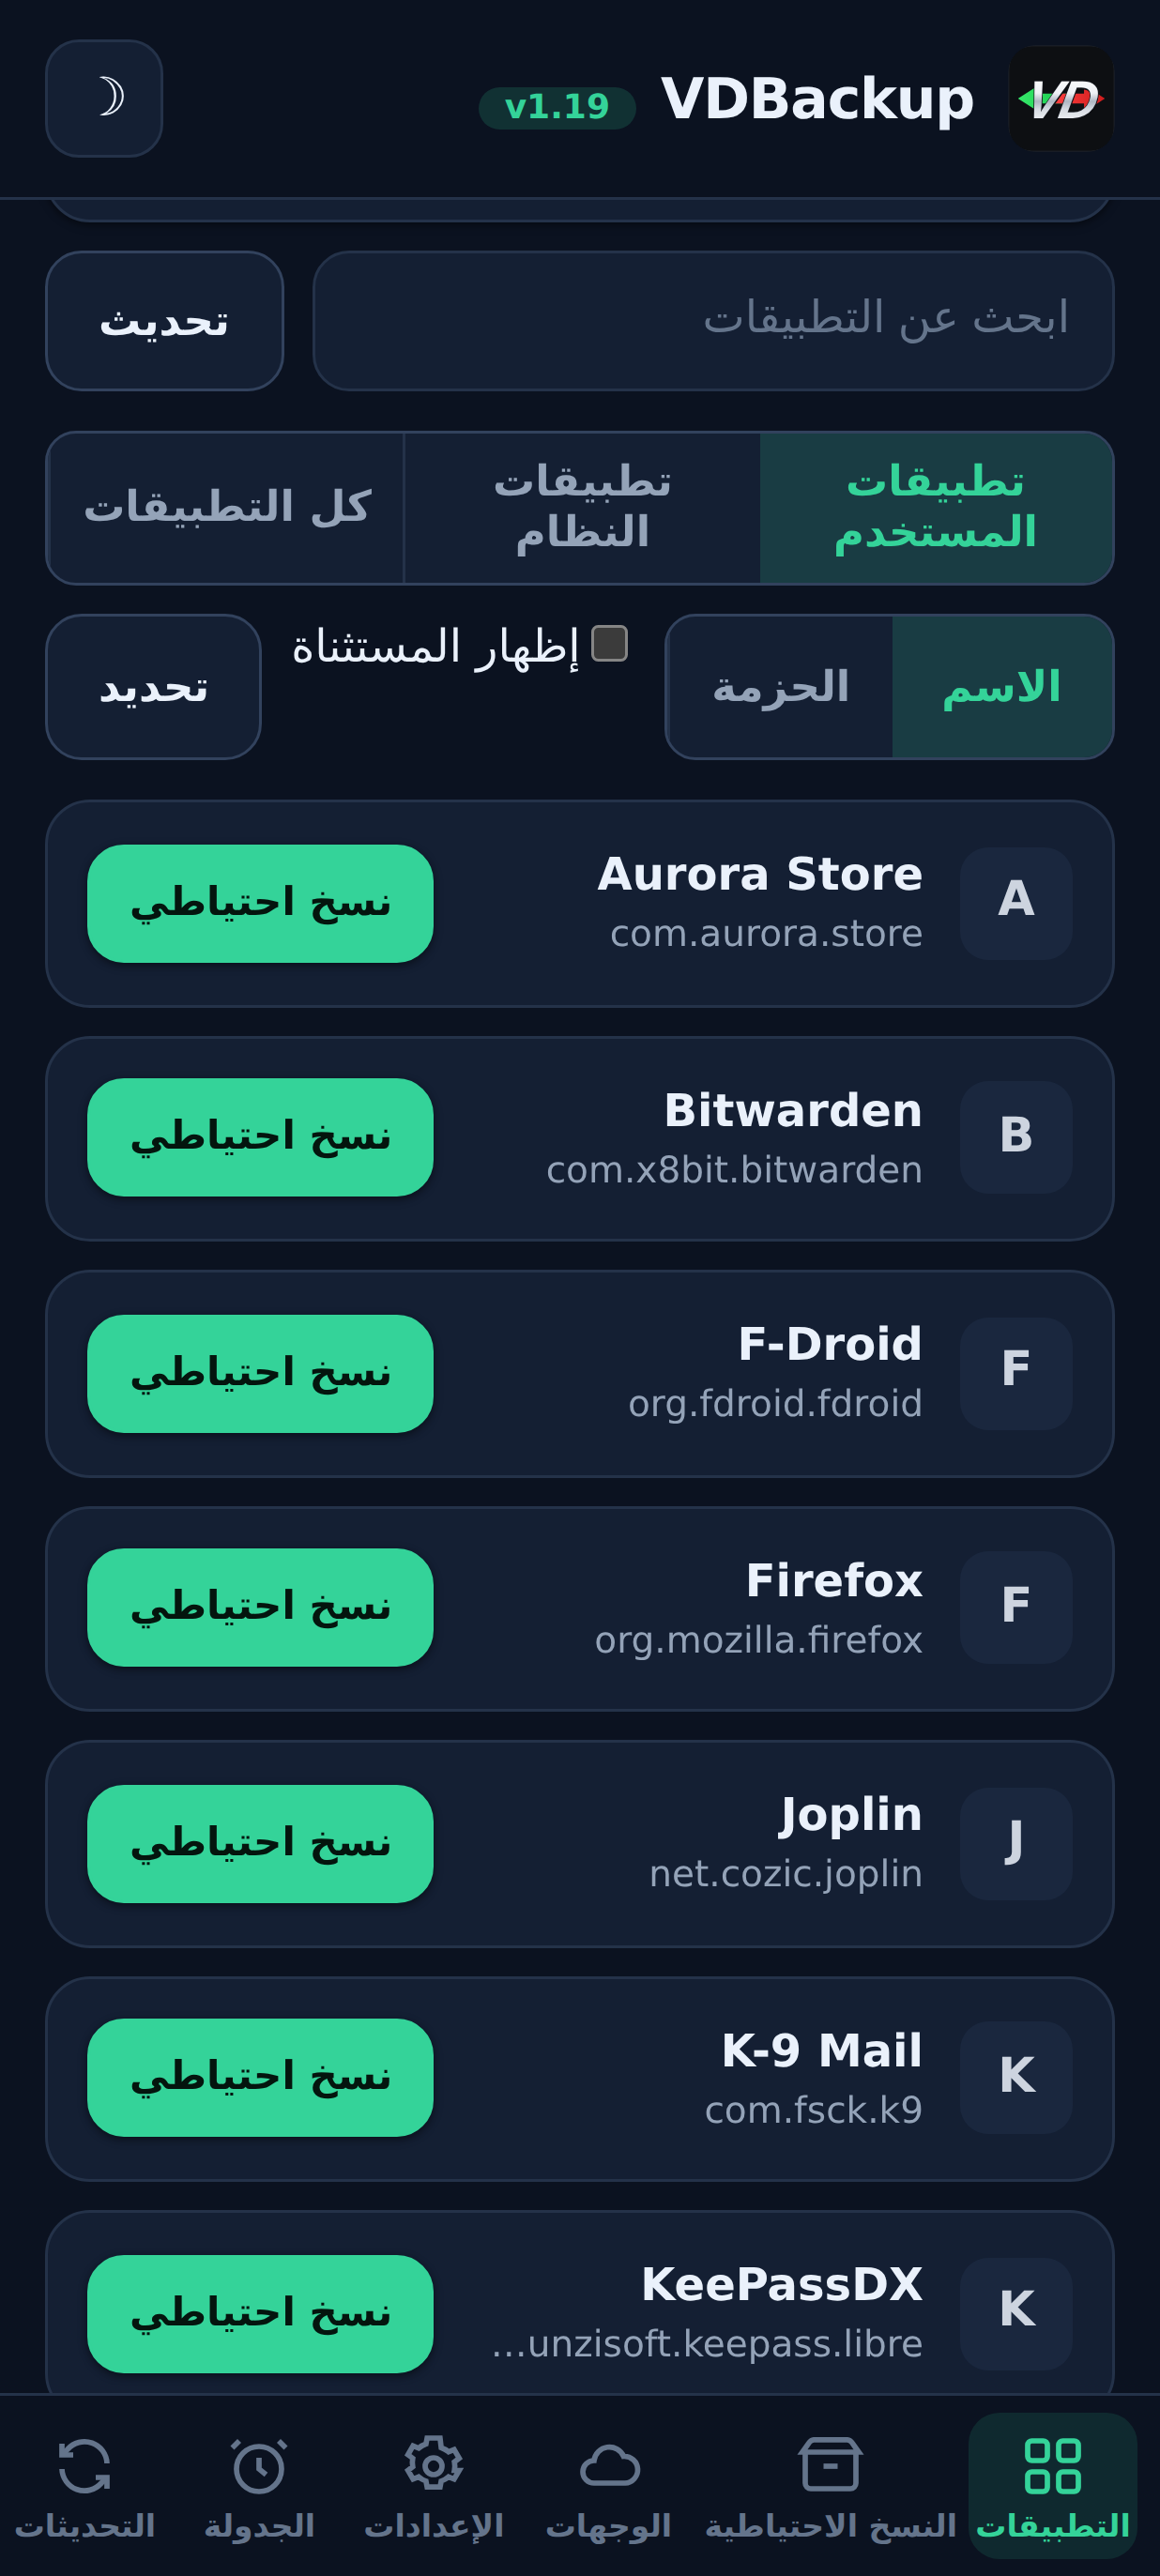 VD
VDBackup
v1.19
ابحث عن التطبيقات
تحديث
تطبيقات
المستخدم
تطبيقات
النظام
كل التطبيقات
الاسم
الحزمة
إظهار المستثناة
تحديد
A
Aurora Store
com.aurora.store
نسخ احتياطي
B
Bitwarden
com.x8bit.bitwarden
نسخ احتياطي
F
F-Droid
org.fdroid.fdroid
نسخ احتياطي
F
Firefox
org.mozilla.firefox
نسخ احتياطي
J
Joplin
net.cozic.joplin
نسخ احتياطي
K
K-9 Mail
com.fsck.k9
نسخ احتياطي
K
KeePassDX
...unzisoft.keepass.libre
نسخ احتياطي
التطبيقات
النسخ الاحتياطية
الوجهات
الإعدادات
الجدولة
التحديثات